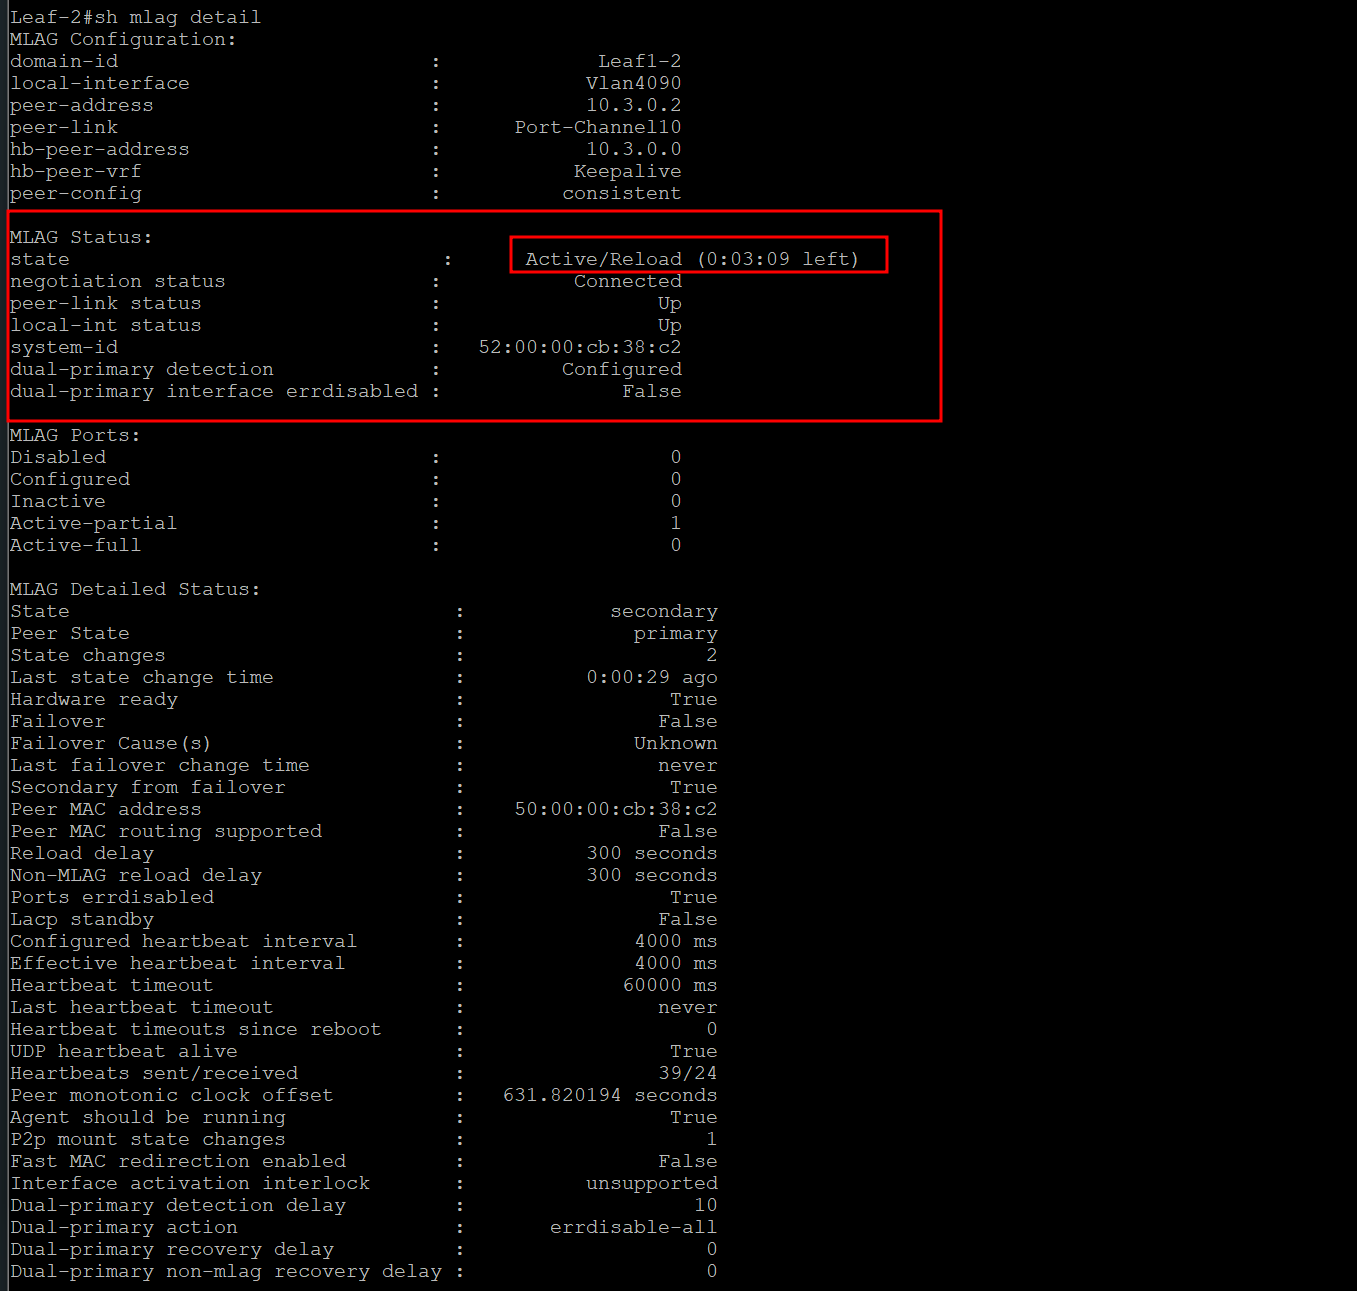 Leaf-2#sh mlag detail
MLAG Configuration:
domain-id                          :             Leaf1-2
local-interface                    :            Vlan4090
peer-address                       :            10.3.0.2
peer-link                          :      Port-Channel10
hb-peer-address                    :            10.3.0.0
hb-peer-vrf                        :           Keepalive
peer-config                        :          consistent

MLAG Status:
state                               :      Active/Reload (0:03:09 left)
negotiation status                 :           Connected
peer-link status                   :                  Up
local-int status                   :                  Up
system-id                          :   52:00:00:cb:38:c2
dual-primary detection             :          Configured
dual-primary interface errdisabled :               False

MLAG Ports:
Disabled                           :                   0
Configured                         :                   0
Inactive                           :                   0
Active-partial                     :                   1
Active-full                        :                   0

MLAG Detailed Status:
State                                :            secondary
Peer State                           :              primary
State changes                        :                    2
Last state change time               :          0:00:29 ago
Hardware ready                       :                 True
Failover                             :                False
Failover Cause(s)                    :              Unknown
Last failover change time            :                never
Secondary from failover              :                 True
Peer MAC address                     :    50:00:00:cb:38:c2
Peer MAC routing supported           :                False
Reload delay                         :          300 seconds
Non-MLAG reload delay                :          300 seconds
Ports errdisabled                    :                 True
Lacp standby                         :                False
Configured heartbeat interval        :              4000 ms
Effective heartbeat interval         :              4000 ms
Heartbeat timeout                    :             60000 ms
Last heartbeat timeout               :                never
Heartbeat timeouts since reboot      :                    0
UDP heartbeat alive                  :                 True
Heartbeats sent/received             :                39/24
Peer monotonic clock offset          :   631.820194 seconds
Agent should be running              :                 True
P2p mount state changes              :                    1
Fast MAC redirection enabled         :                False
Interface activation interlock       :          unsupported
Dual-primary detection delay         :                   10
Dual-primary action                  :       errdisable-all
Dual-primary recovery delay          :                    0
Dual-primary non-mlag recovery delay :                    0